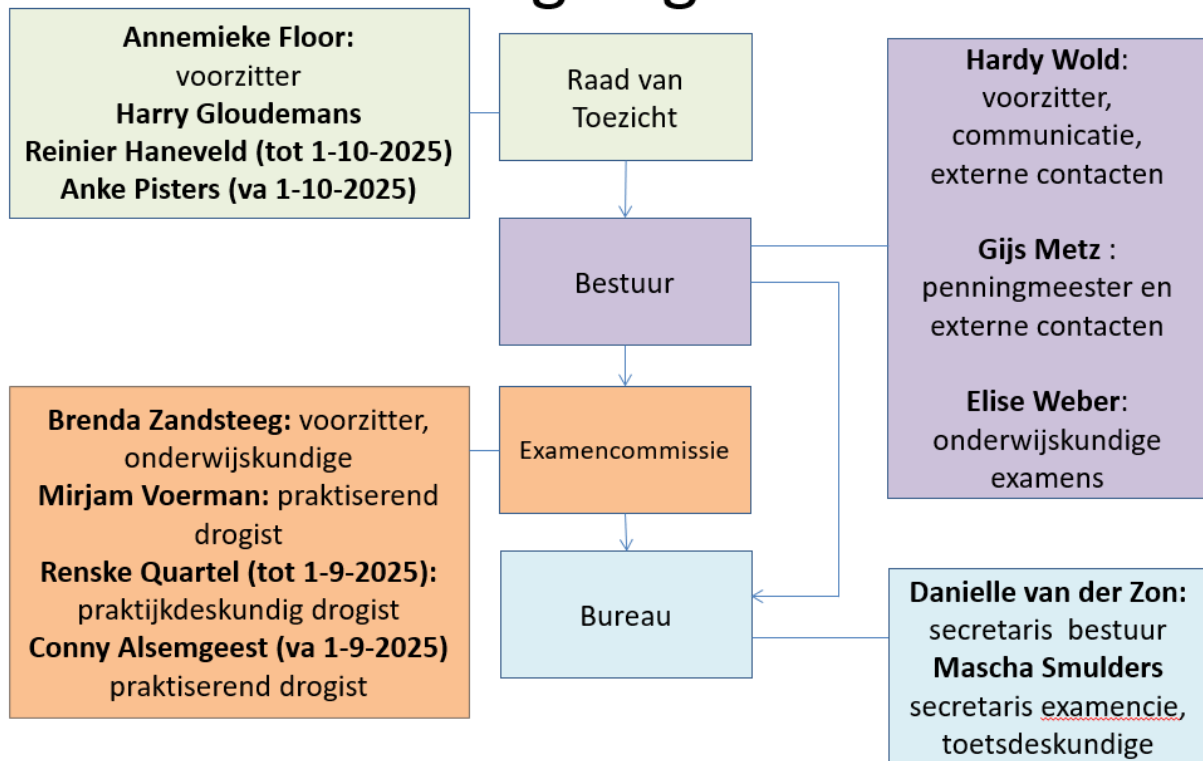 Annemieke Floor:
voorzitter
Harry Gloudemans
Reinier Haneveld (tot 1-10-2025)
Anke Pisters (va 1-10-2025)
Raad van
Toezicht
Hardy Wold:
voorzitter,
communicatie,
externe contacten
Gijs Metz :
penningmeester en
externe contacten
Elise Weber:
onderwijskundige
examens
Bestuur
Brenda Zandsteeg: voorzitter,
onderwijskundige
Mirjam Voerman: praktiserend
drogist
Renske Quartel (tot 1-9-2025):
praktijkdeskundig drogist
Conny Alsemgeest (va 1-9-2025)
praktiserend drogist
Examencommissie
Bureau
Danielle van der Zon:
secretaris bestuur
Mascha Smulders
secretaris examencie,
toetsdeskundige